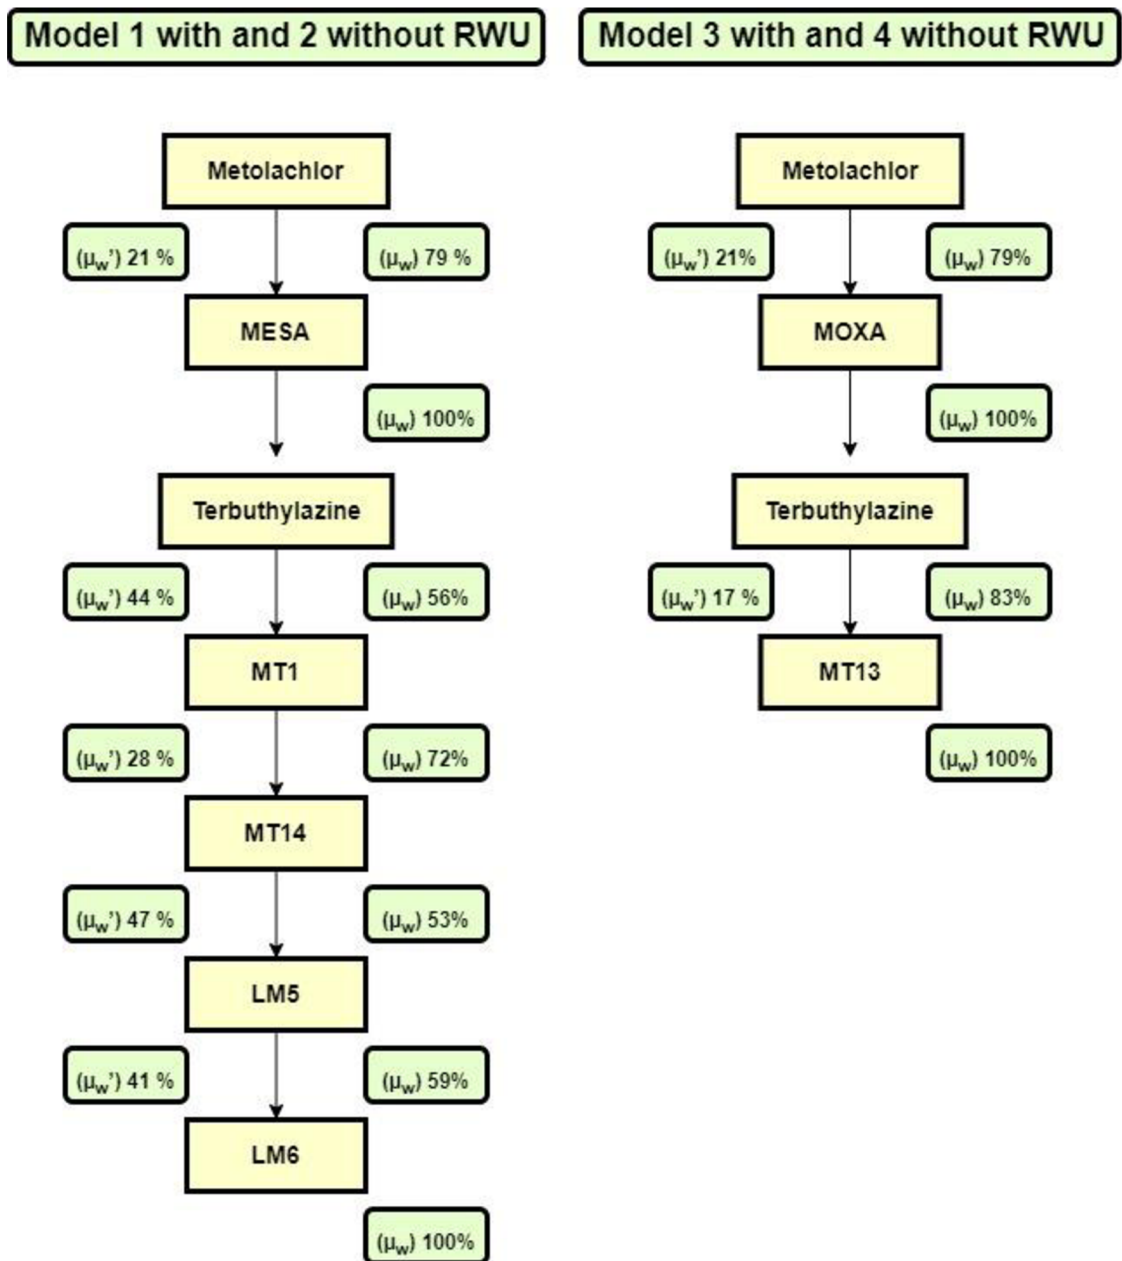 Model 1 with and 2 without RWU
Metolachlor
(μw') 21 %
(μw) 79 %
MESA
(μw) 100%
Terbuthylazine
(μw') 44 %
(μw) 56%
MT1
(μw') 28 %
(μw) 72%
MT14
(μw') 47 %
(μw) 53%
LM5
(μw') 41 %
(μw) 59%
LM6
(μw) 100%
Model 3 with and 4 without RWU
Metolachlor
(μw') 21%
(μw) 79%
MOXA
(μw) 100%
Terbuthylazine
(μw') 17 %
(μw) 83%
MT13
(μw) 100%